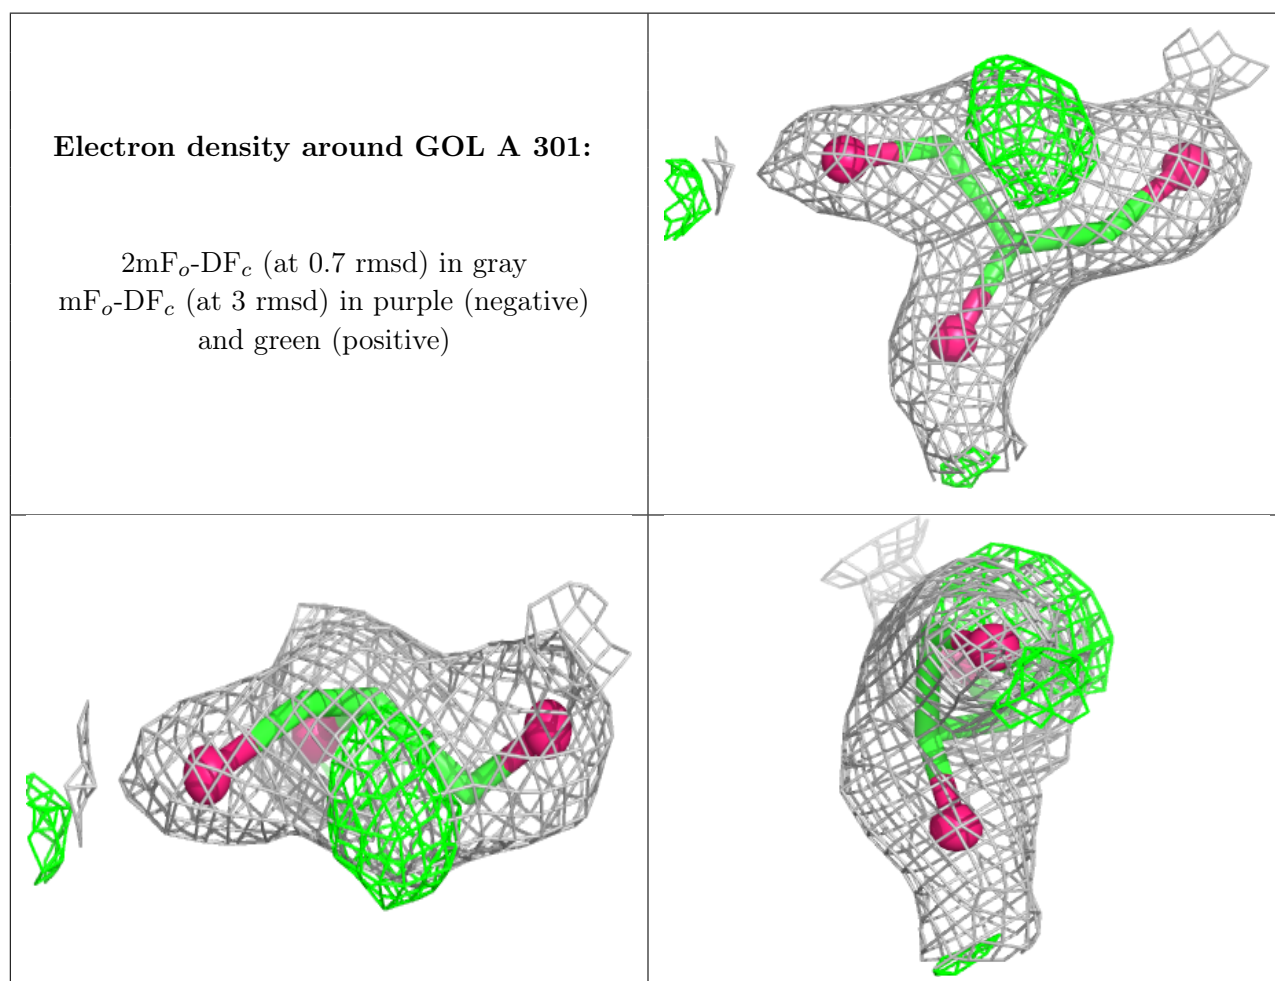 Electron density around GOL A 301:
2mFo-DFc (at 0.7 rmsd) in gray
mFo-DFc (at 3 rmsd) in purple (negative)
and green (positive)